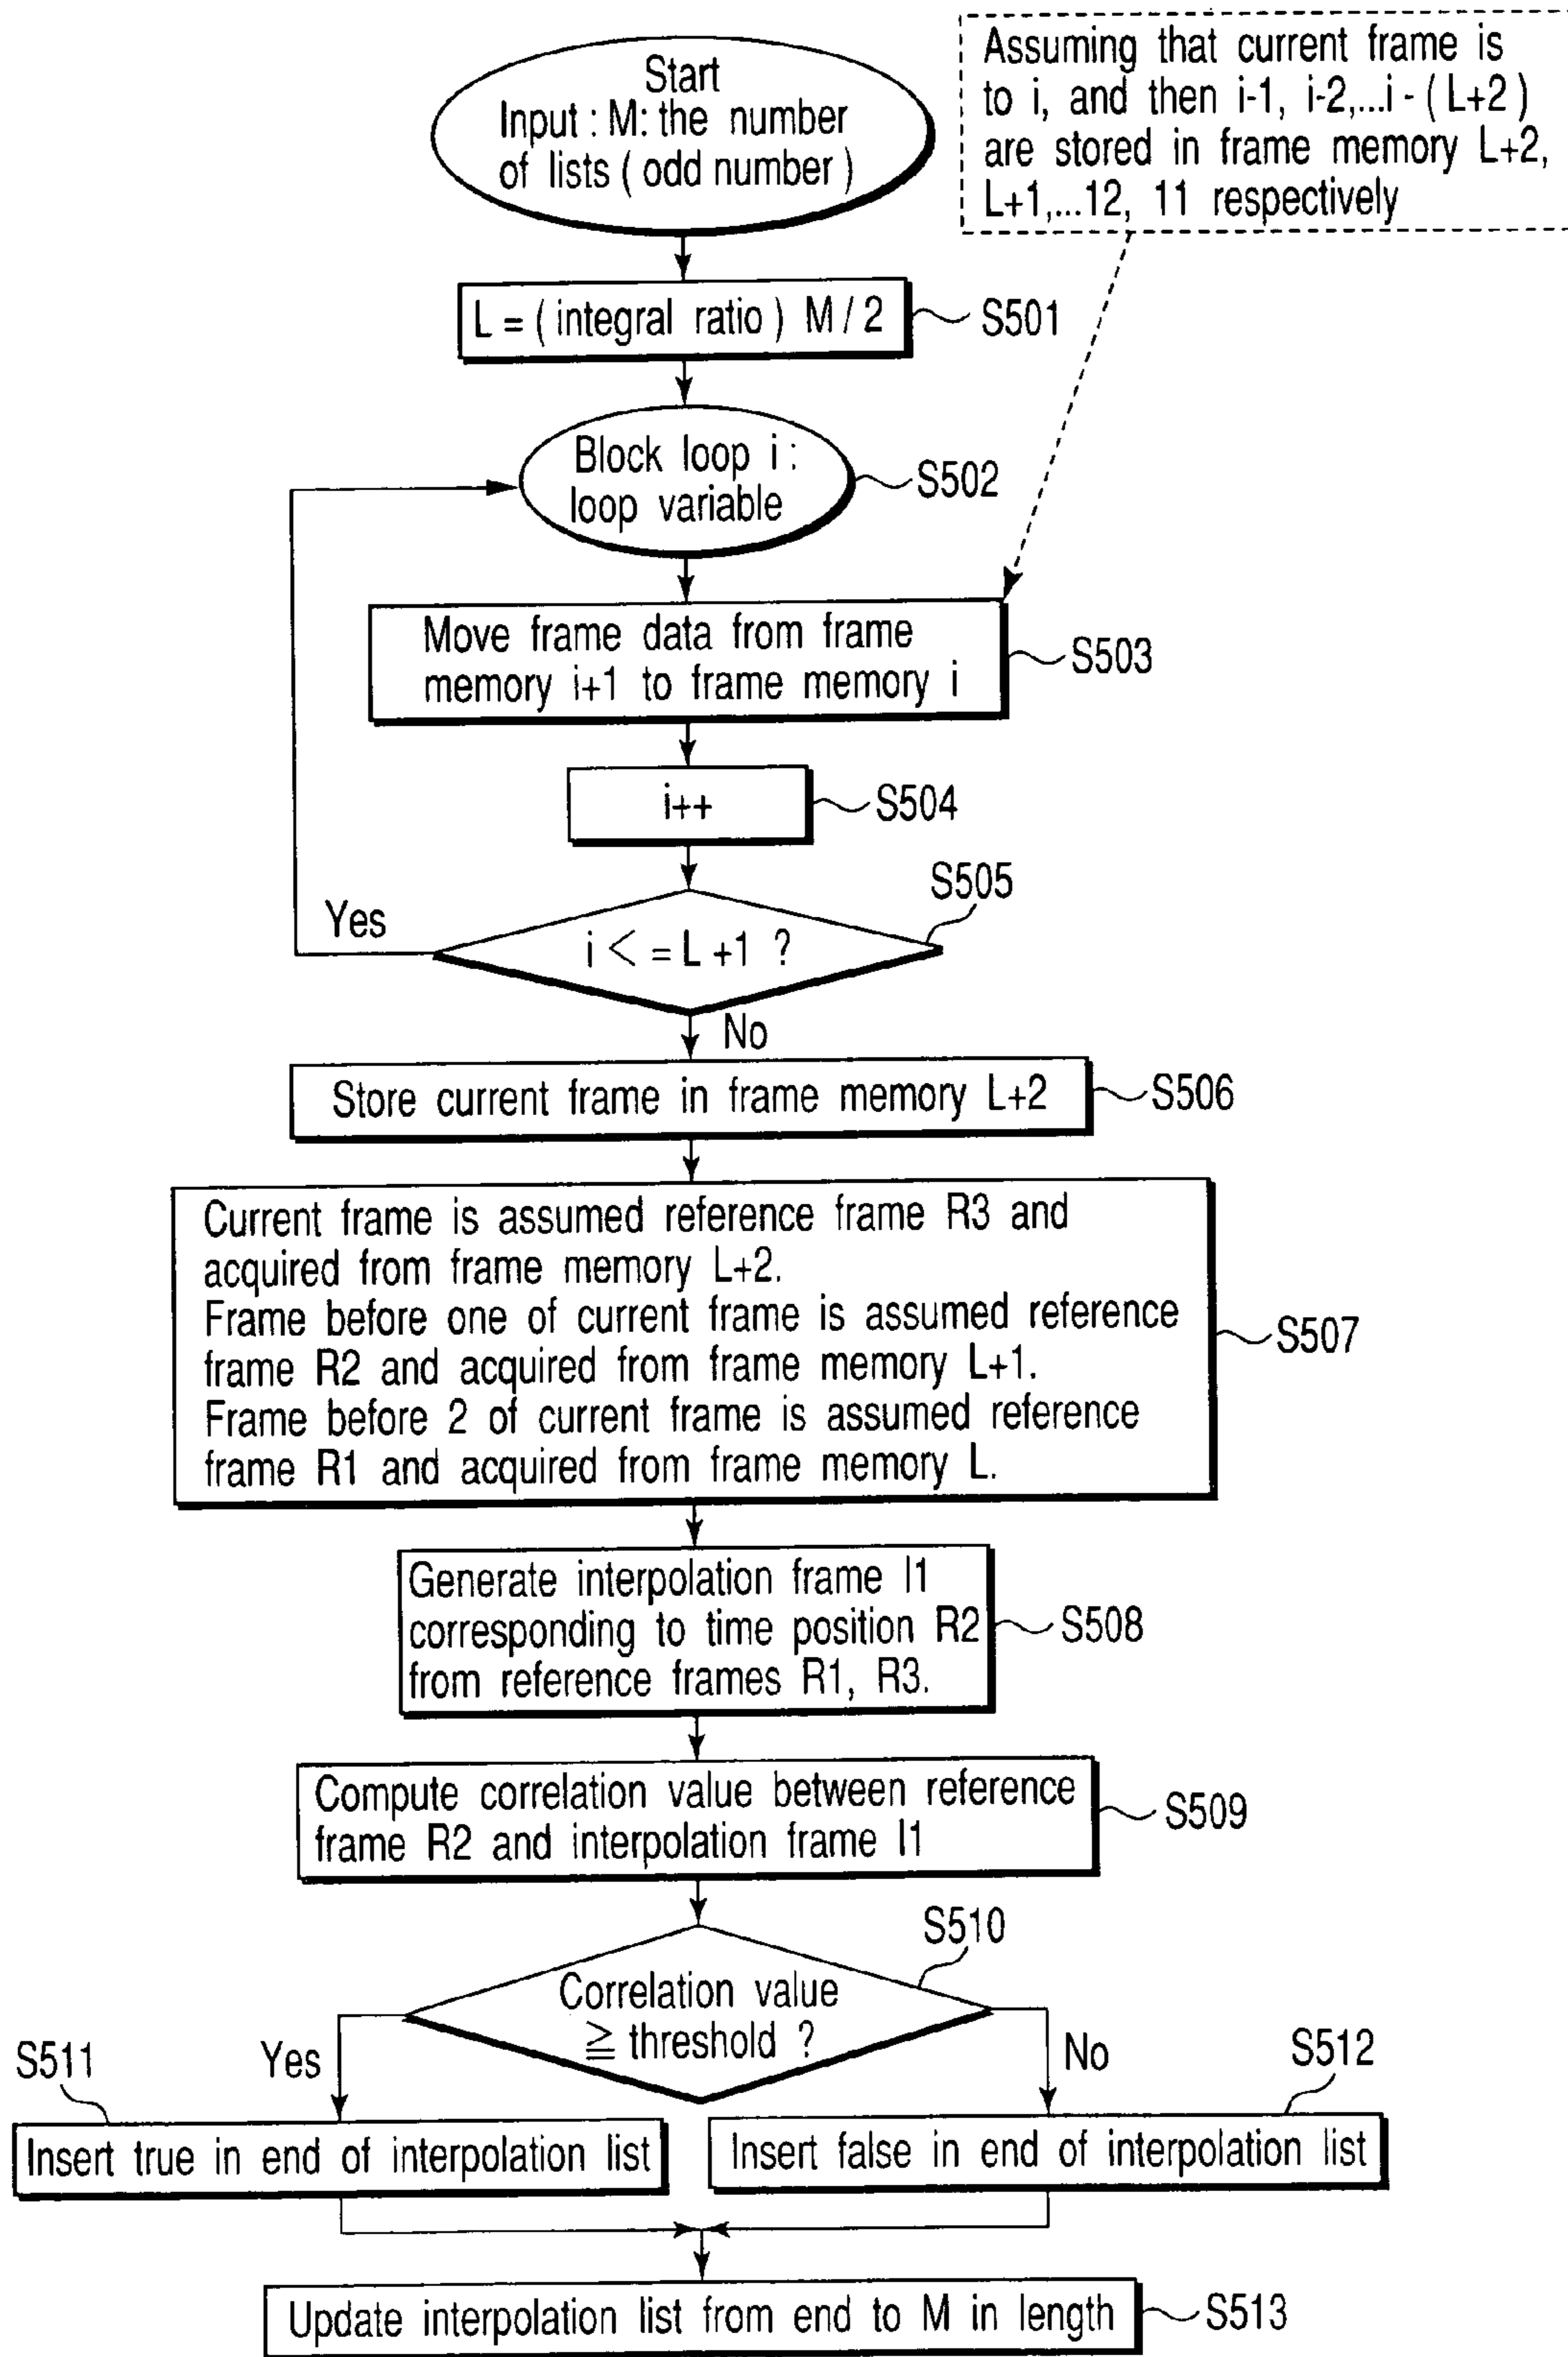 Start
Input : M: the number
of lists ( odd number )
Assuming that current frame is
to i, and then i-1, i-2,...i - ( L+2 )
are stored in frame memory L+2,
L+1,...12, 11 respectively
L = ( integral ratio ) M / 2
S501
Block loop i :
loop variable
S502
Move frame data from frame
memory i+1 to frame memory i
S503
i++
S504
S505
Yes
i < = L +1 ?
No
Store current frame in frame memory L+2
S506
Current frame is assumed reference frame R3 and
acquired from frame memory L+2.
Frame before one of current frame is assumed reference
frame R2 and acquired from frame memory L+1.
Frame before 2 of current frame is assumed reference
frame R1 and acquired from frame memory L.
S507
Generate interpolation frame I1
corresponding to time position R2
from reference frames R1, R3.
S508
Compute correlation value between reference
frame R2 and interpolation frame I1
S509
S510
Correlation value
≧ threshold ?
S511
Yes
No
S512
Insert true in end of interpolation list
Insert false in end of interpolation list
Update interpolation list from end to M in length
S513